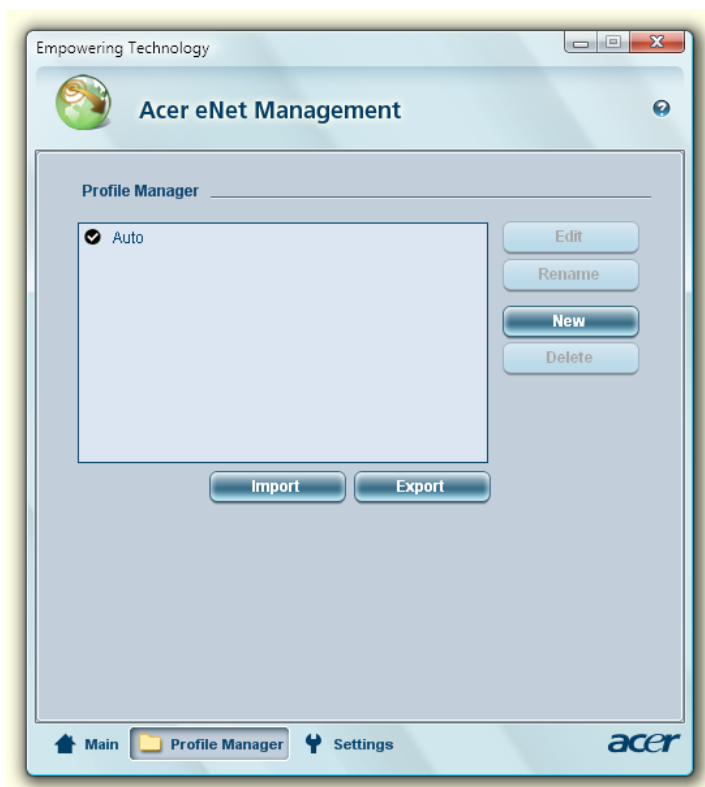 Empowering Technology
Acer eNet Management
Profile Manager
Auto
Edit
Rename
New
Delete
Import
Export
Main
Profile Manager
Settings
acer